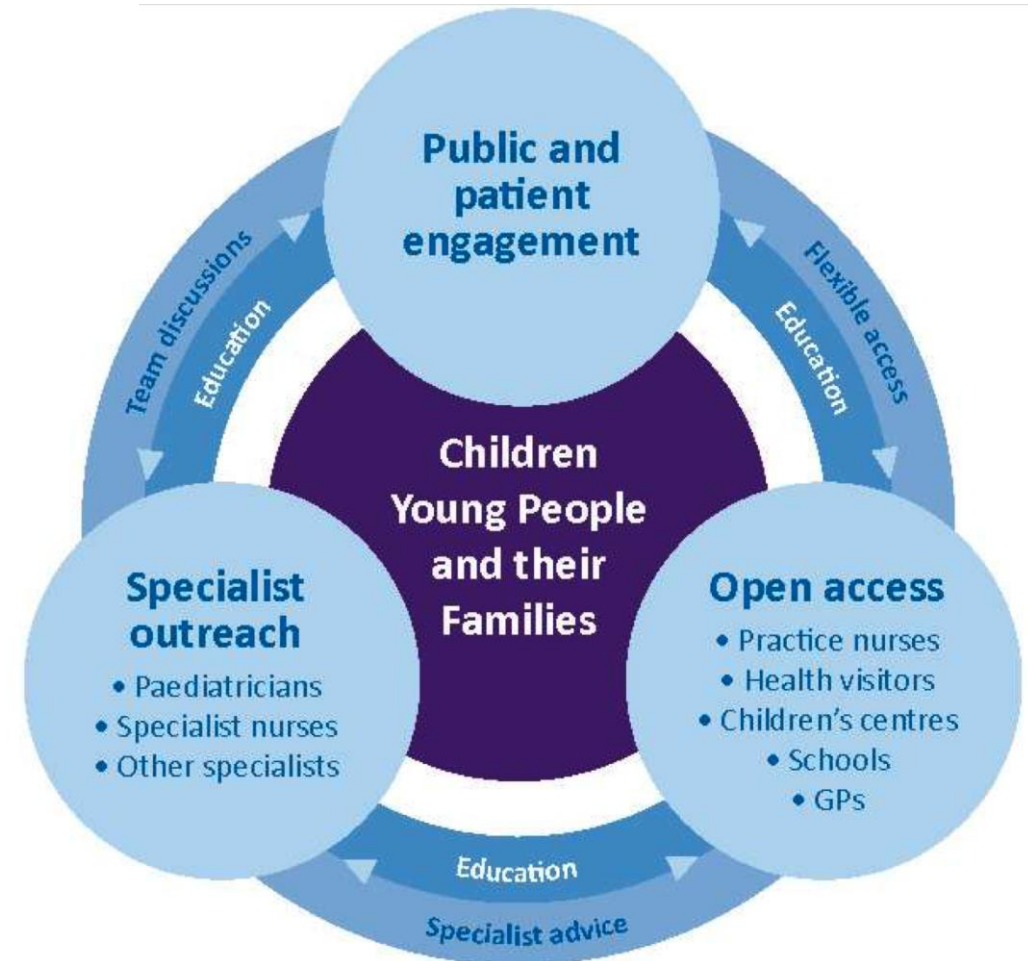 Public and
patient
engagement
Team discussions
Education
Flexible access
Education
Children
Young People
and their
Families
Specialist
outreach
• Paediatricians
• Specialist nurses
• Other specialists
Open access
• Practice nurses
• Health visitors
• Children’s centres
• Schools
• GPs
Education
Specialist advice